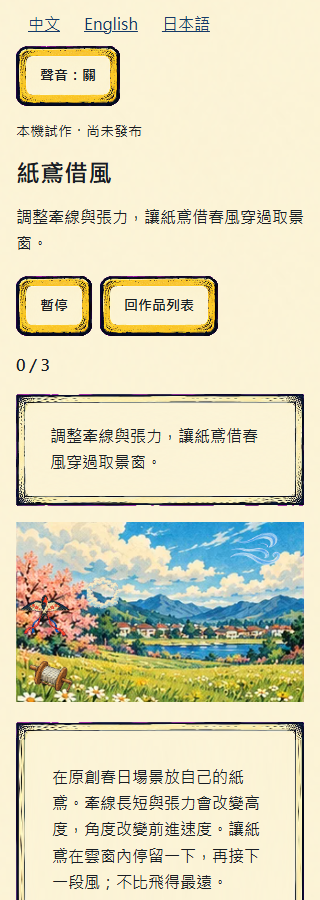 中文 English 日本語
聲音：關
本機試作・尚未發布
紙鳶借風
調整牽線與張力，讓紙鳶借春風穿過取景
窗。
暫停 回作品列表
0 / 3
調整牽線與張力，讓紙鳶借春
風穿過取景窗。
在原創春日場景放自己的紙
鳶。牽線長短與張力會改變高
度，角度改變前進速度。讓紙
鳶在雲窗內停留一下，再接下
一段風；不比飛得最遠。